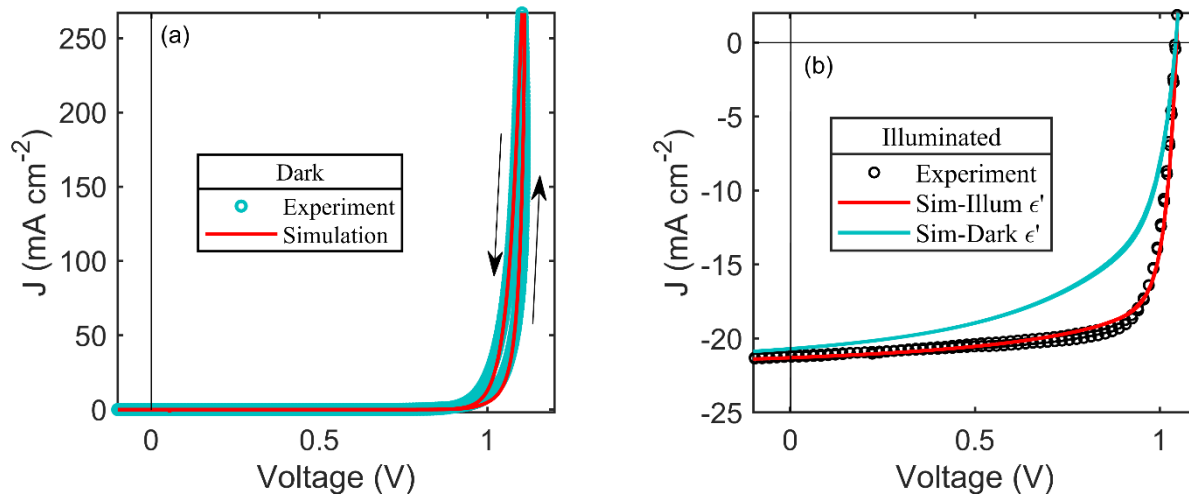 (a)
250
200
150
100
50
0
J (mA cm-2)
Dark
Experiment
Simulation
0
0.5
1
Voltage (V)
(b)
0
-5
-10
-15
-20
-25
J (mA cm-2)
Illuminated
Experiment
Sim-Illum ϵ'
Sim-Dark ϵ'
0
0.5
1
Voltage (V)